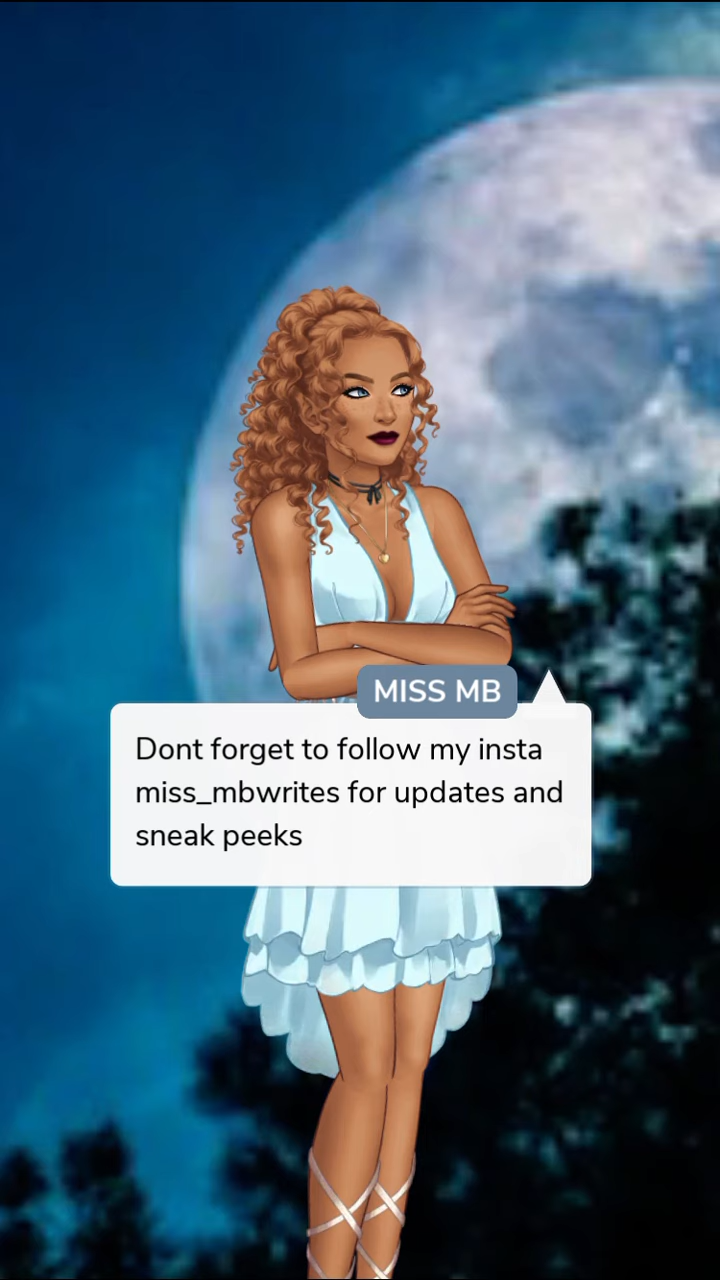 MISS MB
Dont forget to follow my insta
miss_mbwrites for updates and
sneak peeks